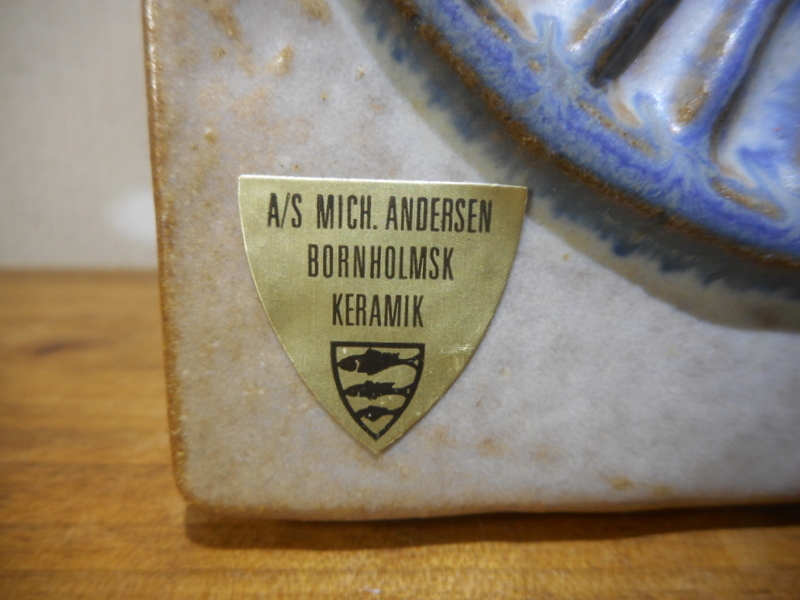 A/S MICH. ANDERSEN
BORNHOLMSK
KERAMIK